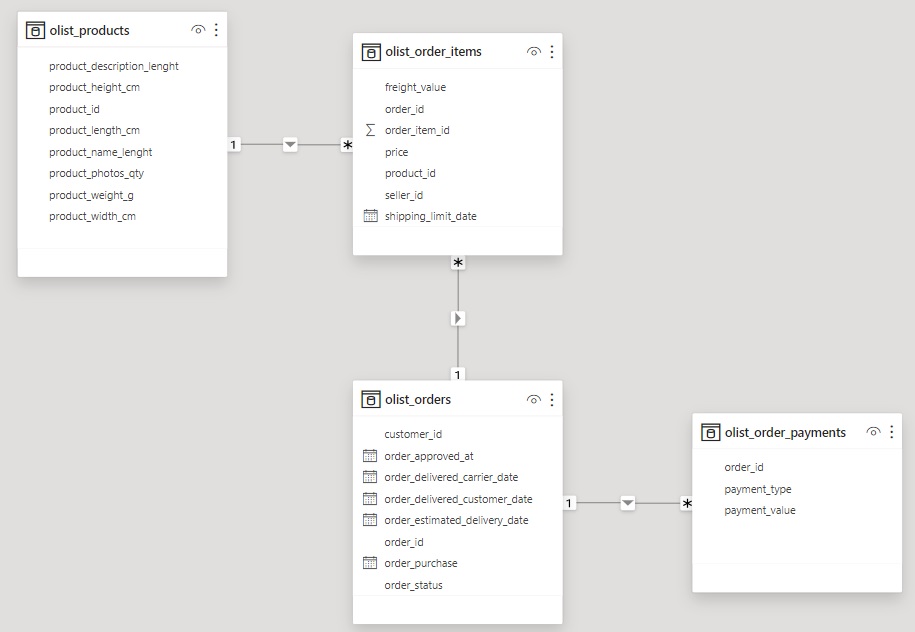 olist_products
product_description_lenght
product_height_cm
product_id
product_length_cm
product_name_lenght
product_photos_qty
product_weight_g
product_width_cm
1
*
olist_order_items
freight_value
order_id
Σ order_item_id
price
product_id
seller_id
shipping_limit_date
*
1
olist_orders
customer_id
order_approved_at
order_delivered_carrier_date
order_delivered_customer_date
order_estimated_delivery_date
order_id
order_purchase
order_status
1
*
olist_order_payments
order_id
payment_type
payment_value